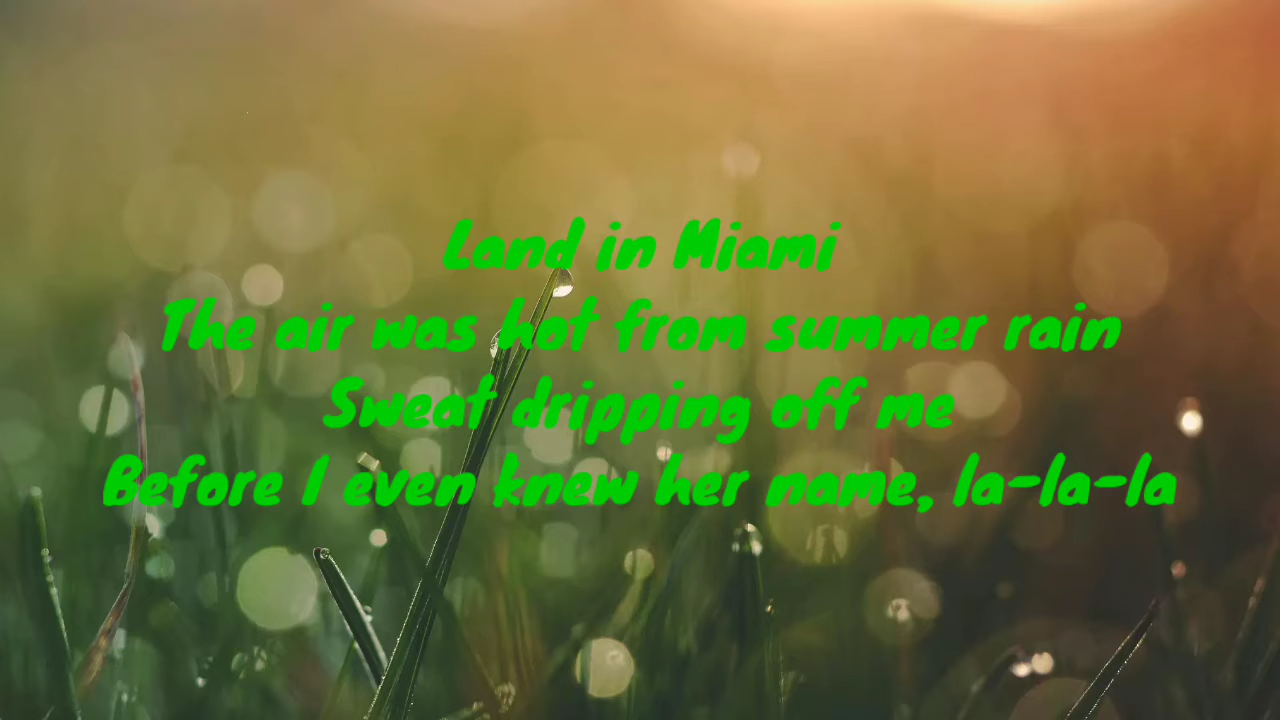 Land in Miami
The air was hot from summer rain
Sweat dripping off me
Before I even knew her name, la-la-la